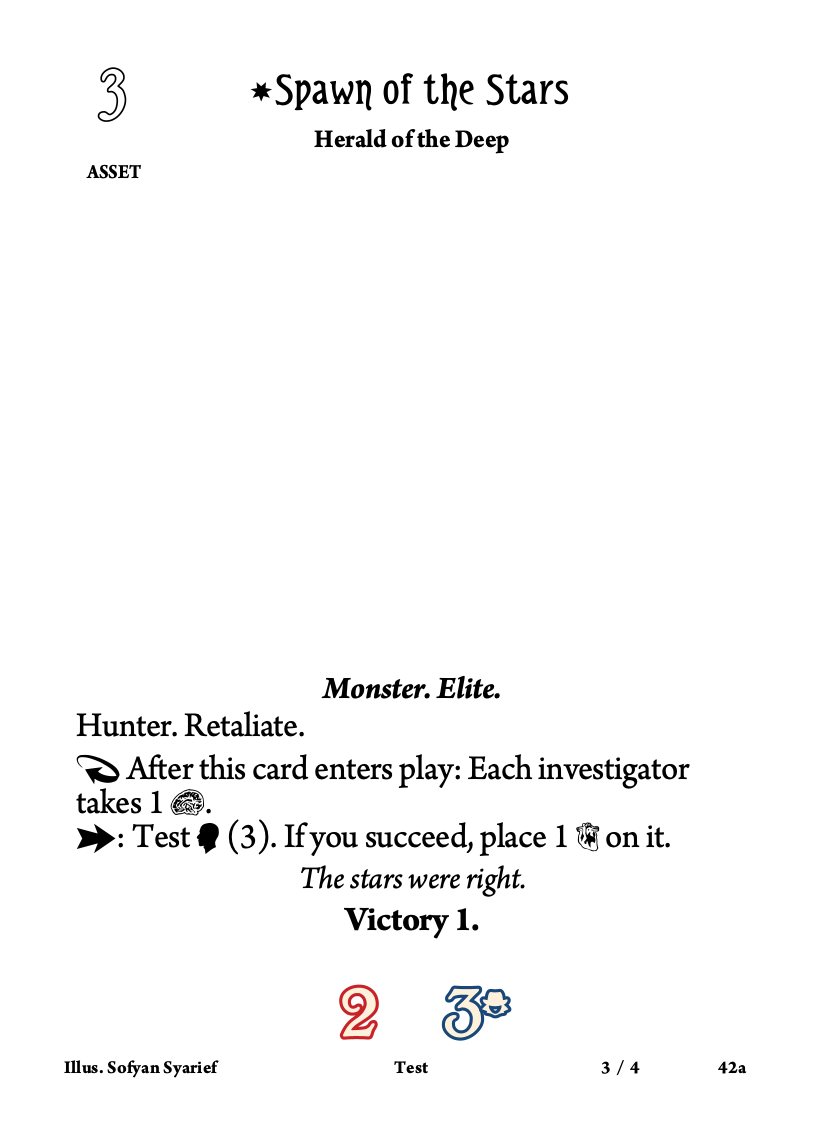 3
Spawn of the Stars
Herald of the Deep
ASSET
Monster. Elite.
Hunter. Retaliate.
After this card enters play: Each investigator
takes 1 .
: Test (3). If you succeed, place 1 on it.
The stars were right.
Victory 1.
2 3
Illus. Sofyan Syarief Test 3 / 4 42a